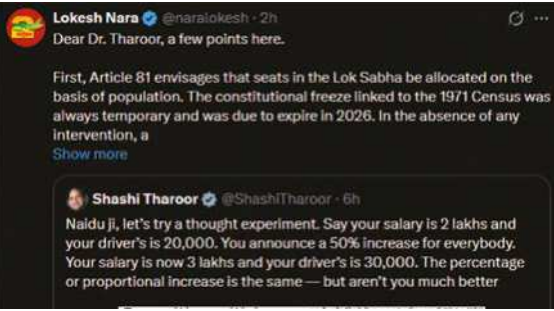 Lokesh Nara @naralokesh · 2h
Dear Dr. Tharoor, a few points here.
First, Article 81 envisages that seats in the Lok Sabha be allocated on the
basis of population. The constitutional freeze linked to the 1971 Census was
always temporary and was due to expire in 2026. In the absence of any
intervention, a
Show more
Shashi Tharoor @ShashiTharoor · 6h
Naidu ji, let's try a thought experiment. Say your salary is 2 lakhs and
your driver's is 20,000. You announce a 50% increase for everybody.
Your salary is now 3 lakhs and your driver's is 30,000. The percentage
or proportional increase is the same — but aren't you much better